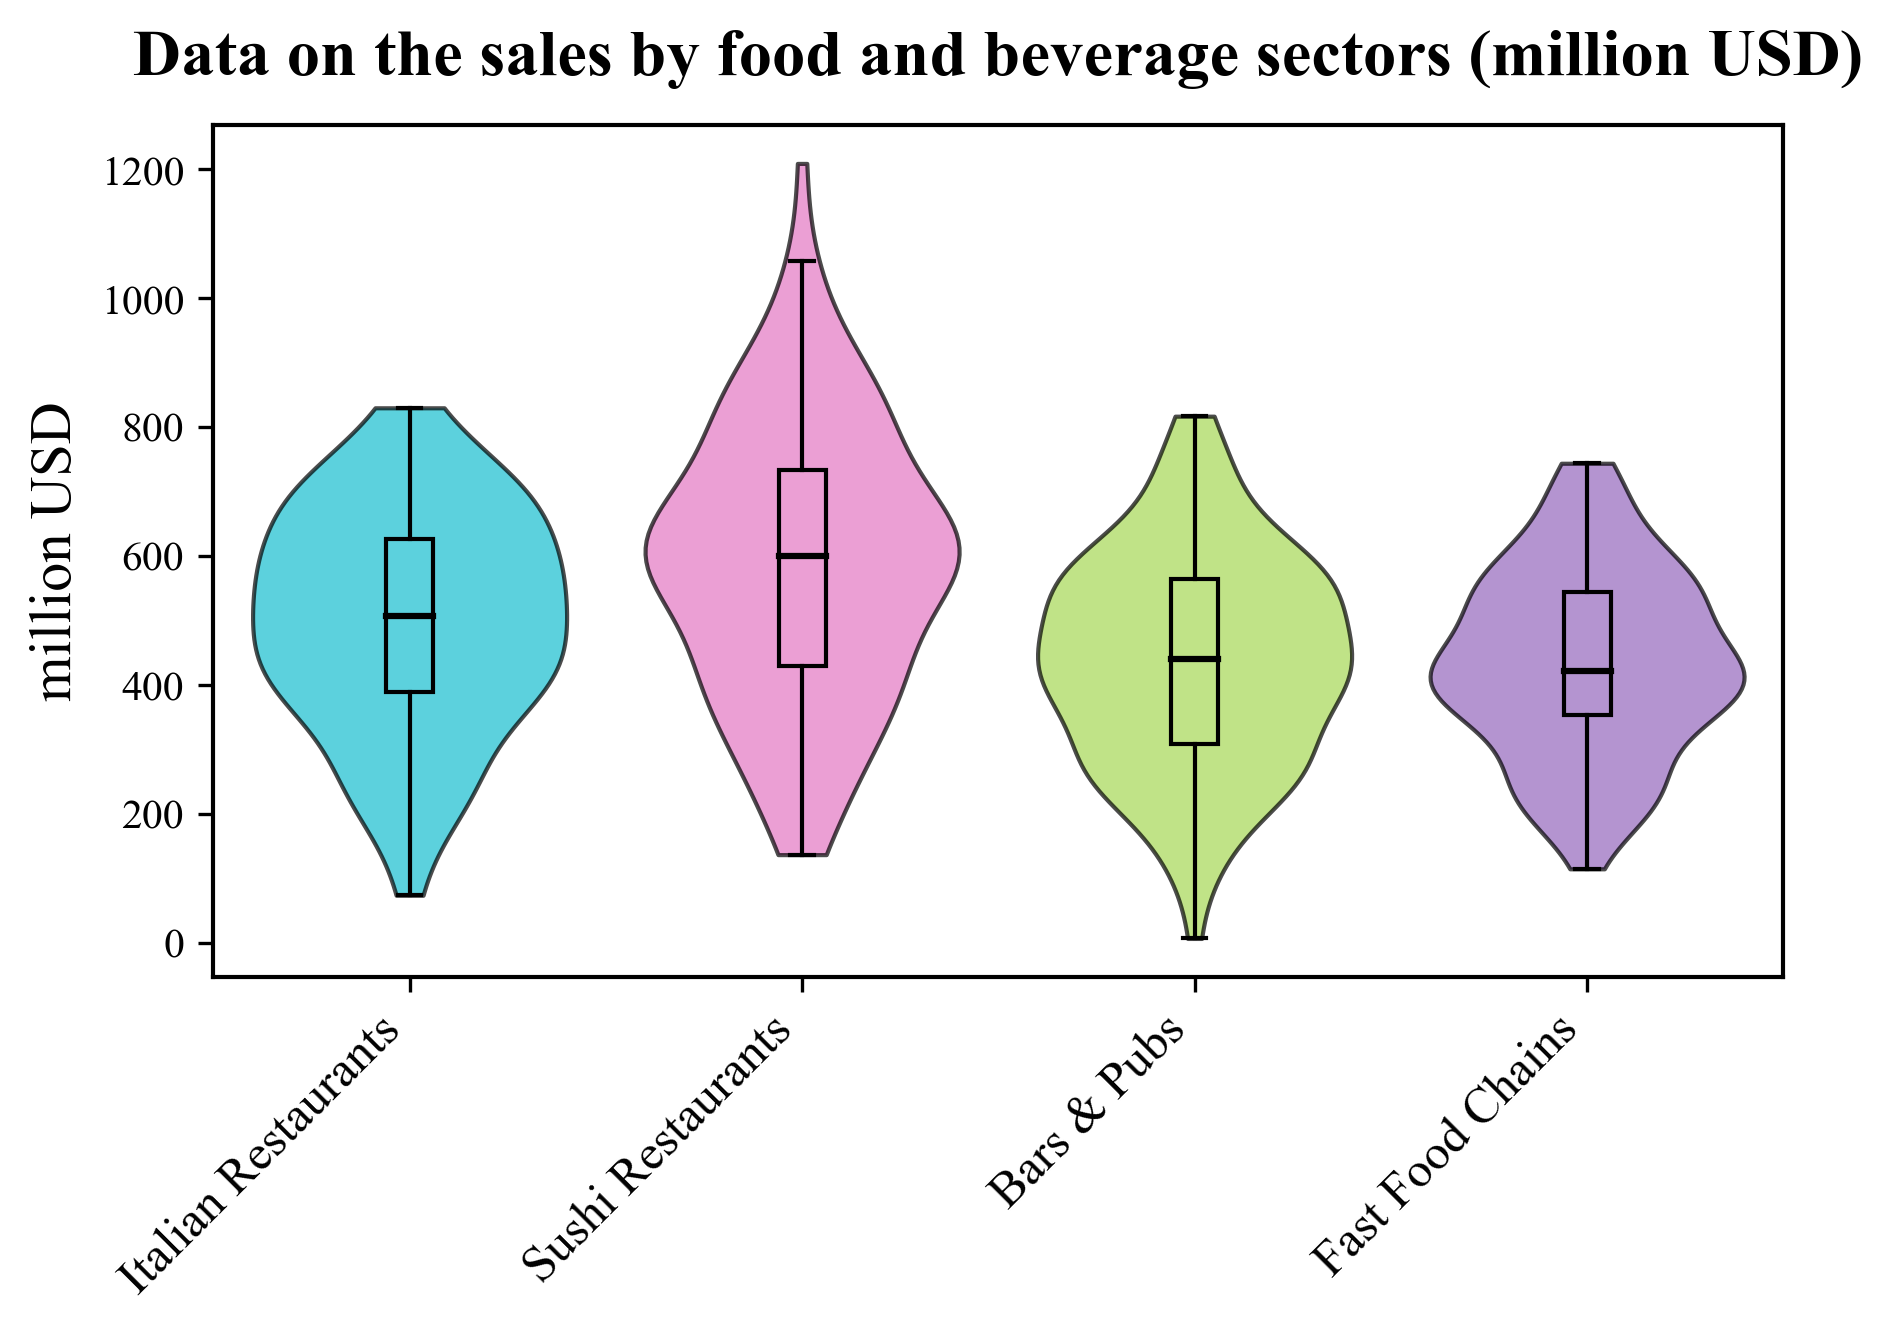 Data on the sales by food and beverage sectors (million USD)
million USD
1200
1000
800
600
400
200
0
Italian Restaurants
Sushi Restaurants
Bars & Pubs
Fast Food Chains